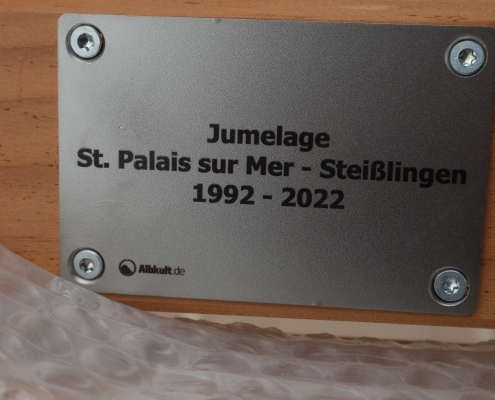 Jumelage
St. Palais sur Mer - Steißlingen
1992 - 2022
Albkult.de